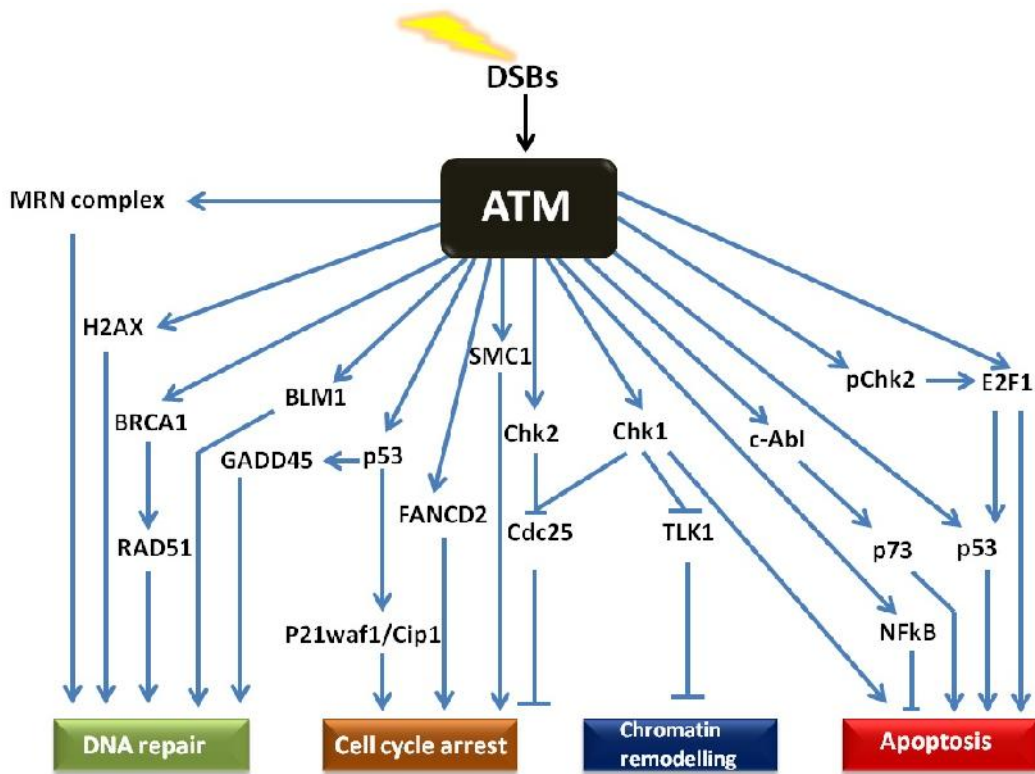 DSBs
ATM
MRN complex
H2AX
SMC1
pChk2
E2F1
BLM1
BRCA1
Chk2
Chk1
c-Abl
GADD45
p53
FANCD2
Cdc25
TLK1
RAD51
p73
p53
P21waf1/Cip1
NFkB
DNA repair
Cell cycle arrest
Chromatin
remodelling
Apoptosis